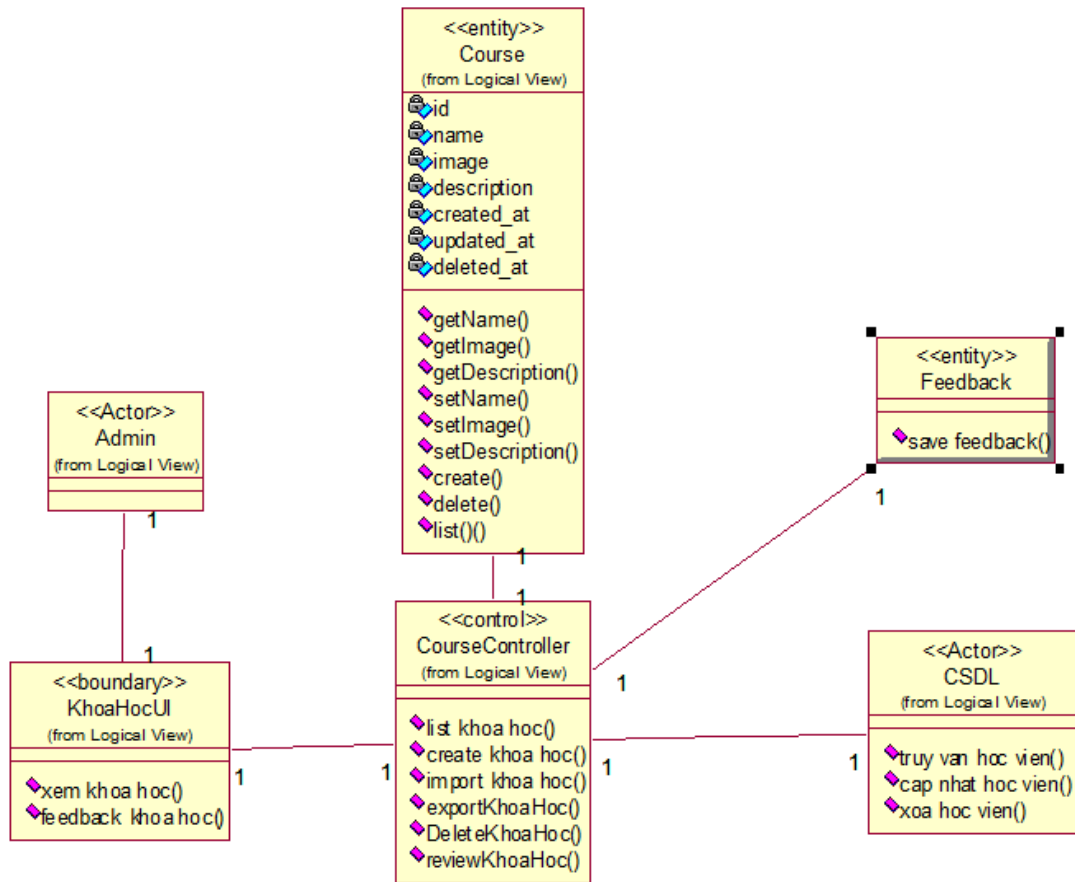 <<entity>>
Course
(from Logical View)
id
name
image
description
created_at
updated_at
deleted_at
getName()
getImage()
getDescription()
setName()
setImage()
setDescription()
create()
delete()
list()()
1
<<entity>>
Feedback
save feedback()
1
<<Actor>>
Admin
(from Logical View)
1
1
<<boundary>>
KhoaHocUI
(from Logical View)
xem khoa hoc()
feedback khoa hoc()
1
1
<<control>>
CourseController
(from Logical View)
list khoa hoc()
create khoa hoc()
import khoa hoc()
exportKhoaHoc()
DeleteKhoaHoc()
reviewKhoaHoc()
1
1
1
<<Actor>>
CSDL
(from Logical View)
truy van hoc vien()
cap nhat hoc vien()
xoa hoc vien()
1